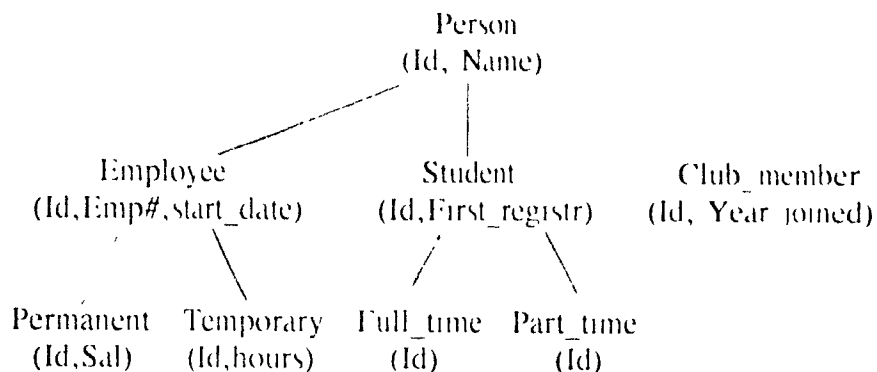 Person
(Id, Name)
Employee Student Club_member
(Id,Emp#,start_date) (Id,First_registr) (Id, Year joined)
Permanent Temporary Full_time Part_time
(Id,Sal) (Id,hours) (Id) (Id)